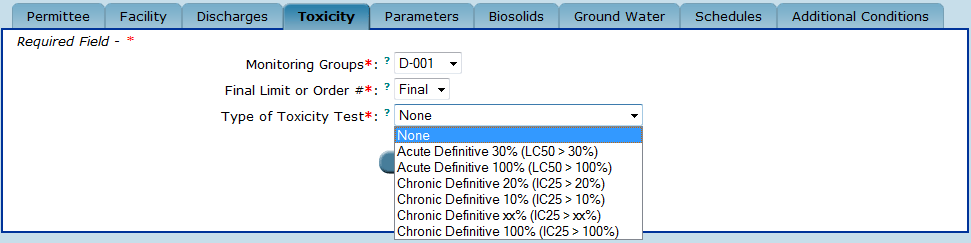 Permittee Facility Discharges Toxicity Parameters Biosolids Ground Water Schedules Additional Conditions
Required Field - *
Monitoring Groups*: ? D-001
Final Limit or Order #*: ? Final
Type of Toxicity Test*: ? None
None
Acute Definitive 30% (LC50 > 30%)
Acute Definitive 100% (LC50 > 100%)
Chronic Definitive 20% (IC25 > 20%)
Chronic Definitive 10% (IC25 > 10%)
Chronic Definitive xx% (IC25 > xx%)
Chronic Definitive 100% (IC25 > 100%)